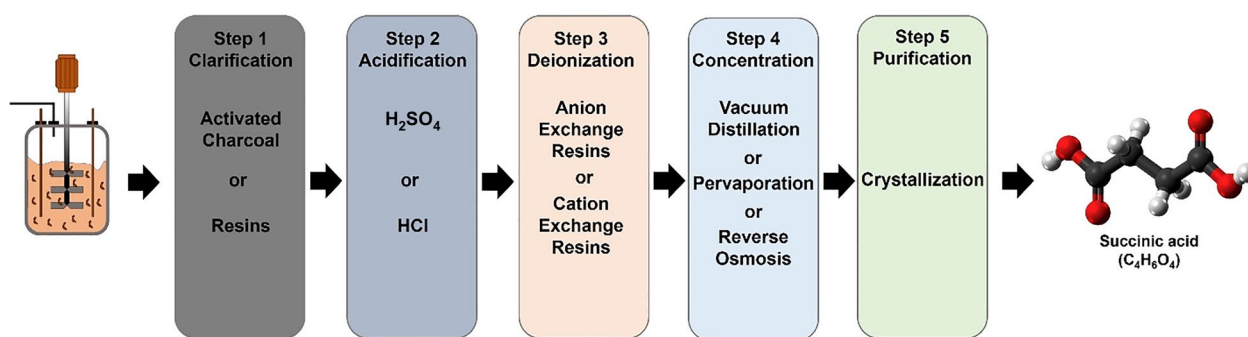 Step 1
Clarification
Activated
Charcoal
or
Resins
Step 2
Acidification
H₂SO₄
or
HCl
Step 3
Deionization
Anion
Exchange
Resins
or
Cation
Exchange
Resins
Step 4
Concentration
Vacuum
Distillation
or
Pervaporation
or
Reverse
Osmosis
Step 5
Purification
Crystallization
Succinic acid
(C₄H₆O₄)